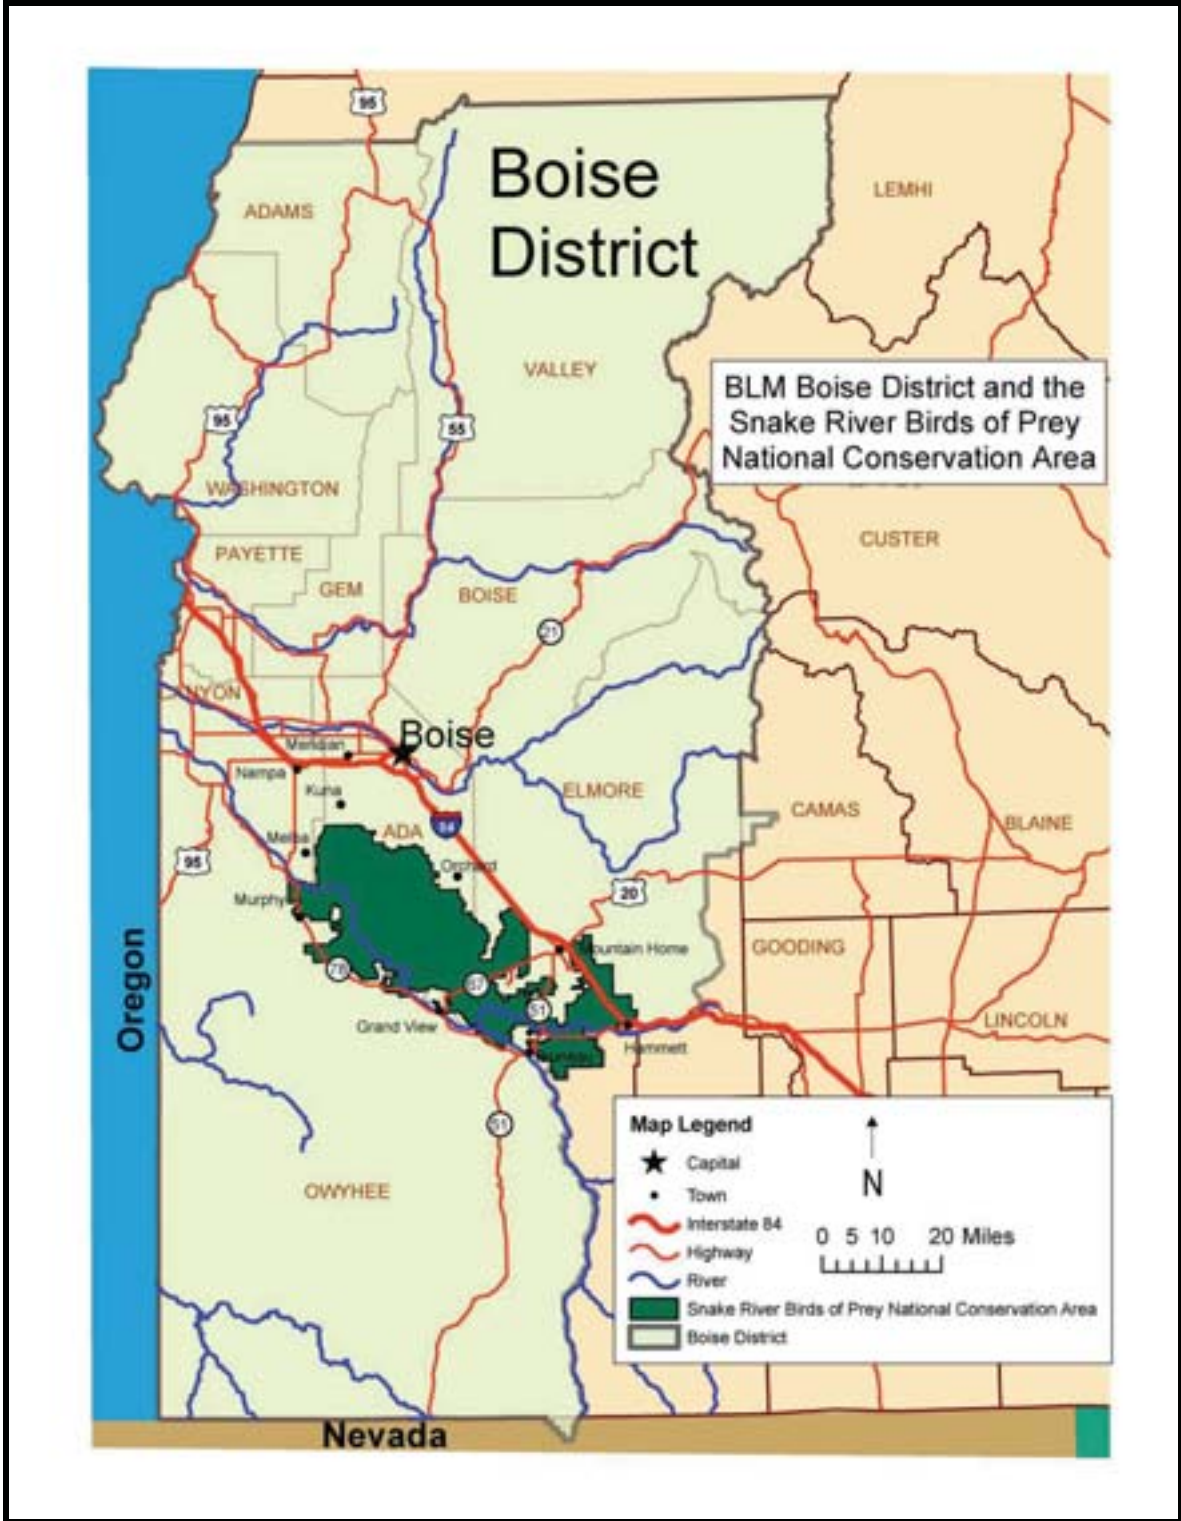 95
Boise
District
ADAMS
LEMHI
VALLEY
BLM Boise District and the
Snake River Birds of Prey
National Conservation Area
95
55
WASHINGTON
CUSTER
PAYETTE
GEM
BOISE
21
NYON
Boise
Meridian
Nampa
Kuna
ELMORE
CAMAS
BLAINE
ADA
84
Melba
95
Orchard
20
Murphy
Mountain Home
GOODING
78
67
51
Oregon
Grand View
LINCOLN
Bruneau
Hammett
51
Map Legend
Capital
Town
Interstate 84
Highway
River
Snake River Birds of Prey National Conservation Area
Boise District
N
0 5 10 20 Miles
OWYHEE
Nevada